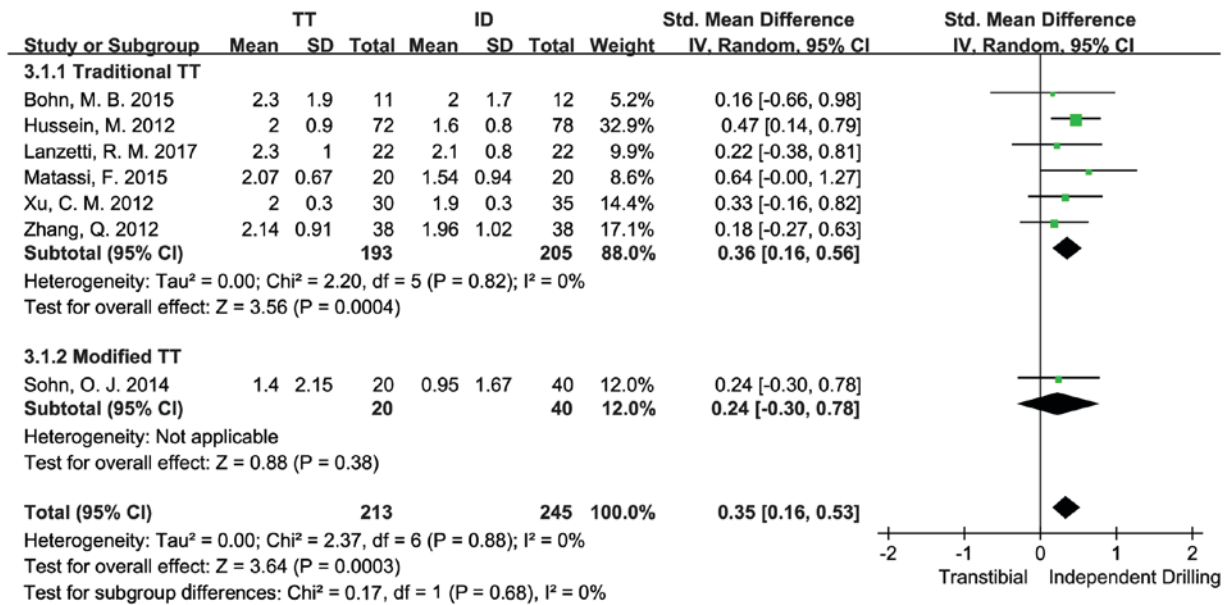 TT ID Std. Mean Difference Std. Mean Difference
Study or Subgroup Mean SD Total Mean SD Total Weight IV, Random, 95% CI IV, Random, 95% CI
3.1.1 Traditional TT
Bohn, M. B. 2015 2.3 1.9 11 2 1.7 12 5.2% 0.16 [-0.66, 0.98]
Hussein, M. 2012 2 0.9 72 1.6 0.8 78 32.9% 0.47 [0.14, 0.79]
Lanzetti, R. M. 2017 2.3 1 22 2.1 0.8 22 9.9% 0.22 [-0.38, 0.81]
Matassi, F. 2015 2.07 0.67 20 1.54 0.94 20 8.6% 0.64 [-0.00, 1.27]
Xu, C. M. 2012 2 0.3 30 1.9 0.3 35 14.4% 0.33 [-0.16, 0.82]
Zhang, Q. 2012 2.14 0.91 38 1.96 1.02 38 17.1% 0.18 [-0.27, 0.63]
Subtotal (95% CI) 193 205 88.0% 0.36 [0.16, 0.56]
Heterogeneity: Tau² = 0.00; Chi² = 2.20, df = 5 (P = 0.82); I² = 0%
Test for overall effect: Z = 3.56 (P = 0.0004)
3.1.2 Modified TT
Sohn, O. J. 2014 1.4 2.15 20 0.95 1.67 40 12.0% 0.24 [-0.30, 0.78]
Subtotal (95% CI) 20 40 12.0% 0.24 [-0.30, 0.78]
Heterogeneity: Not applicable
Test for overall effect: Z = 0.88 (P = 0.38)
Total (95% CI) 213 245 100.0% 0.35 [0.16, 0.53]
Heterogeneity: Tau² = 0.00; Chi² = 2.37, df = 6 (P = 0.88); I² = 0%
Test for overall effect: Z = 3.64 (P = 0.0003)
Test for subgroup differences: Chi² = 0.17, df = 1 (P = 0.68), I² = 0%
-2 -1 0 1 2
Transtibial Independent Drilling